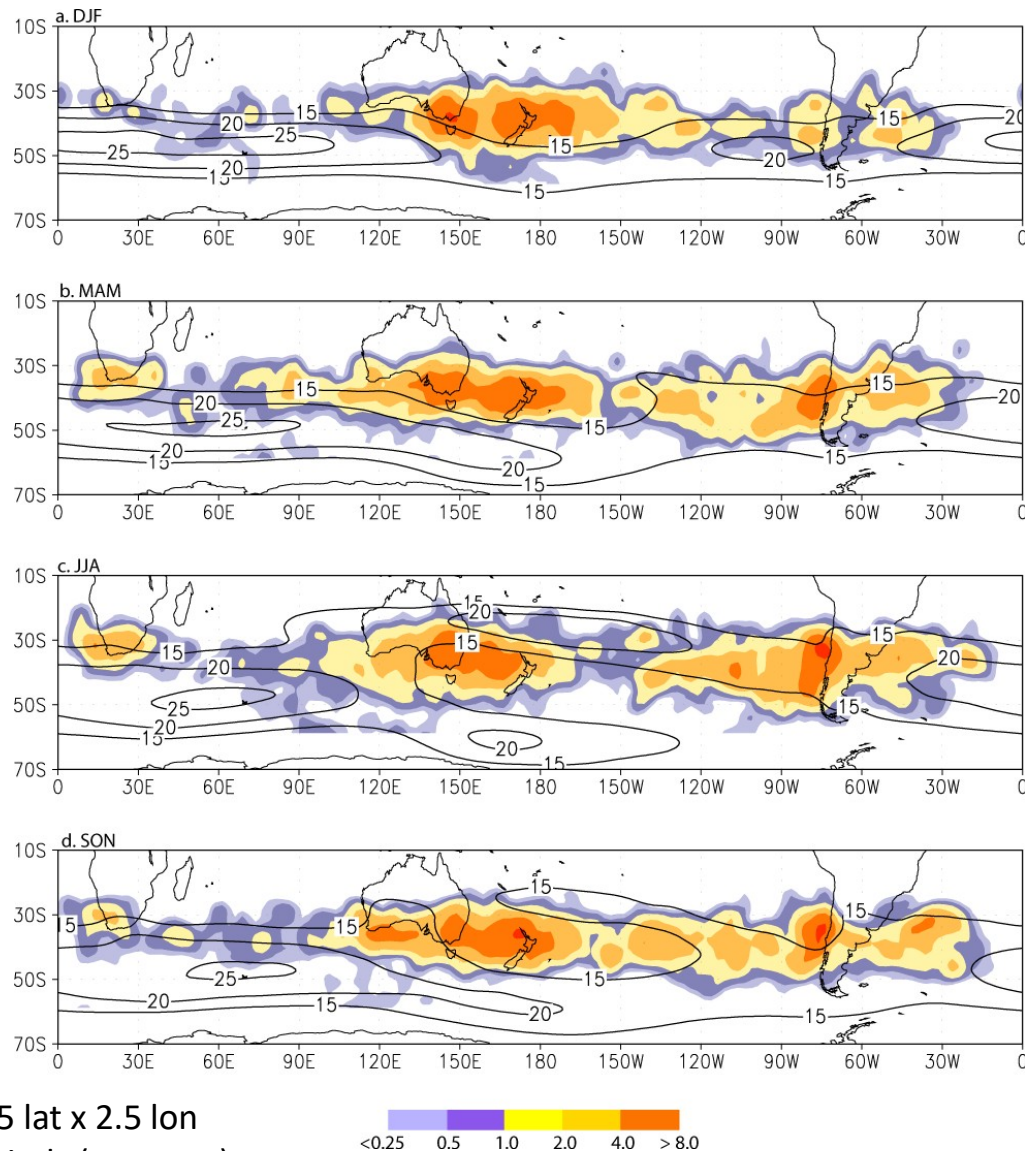 a. DJF
10S
30S
50S
70S
15 20 25 20 15 15 15 20 15 15 20
0 30E 60E 90E 120E 150E 180 150W 120W 90W 60W 30W 0
b. MAM
10S
30S
50S
70S
15 20 25 20 15 15 20 15 15 15 20
0 30E 60E 90E 120E 150E 180 150W 120W 90W 60W 30W 0
c. JJA
10S
30S
50S
70S
15 20 15 15 20 25 20 15 20 15 15 15 20
0 30E 60E 90E 120E 150E 180 150W 120W 90W 60W 30W 0
d. SON
10S
30S
50S
70S
15 15 15 15 25 15 20 15 20 15
0 30E 60E 90E 120E 150E 180 150W 120W 90W 60W 30W 0
5 lat x 2.5 lon
<0.25 0.5 1.0 2.0 4.0 > 8.0